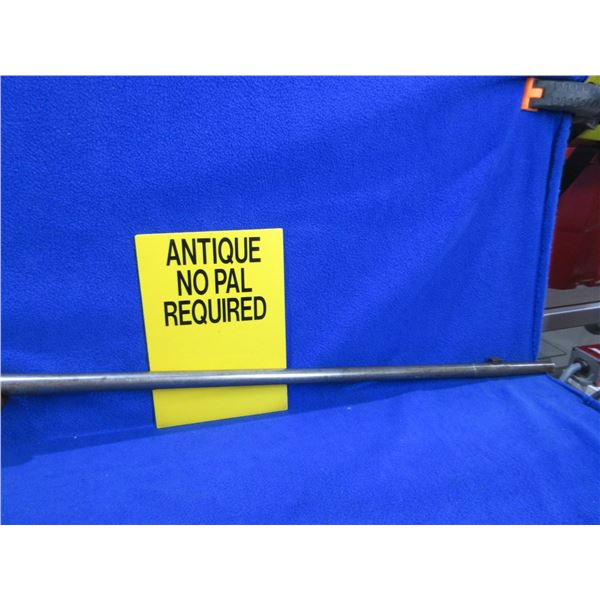 ANTIQUE
NO PAL
REQUIRED